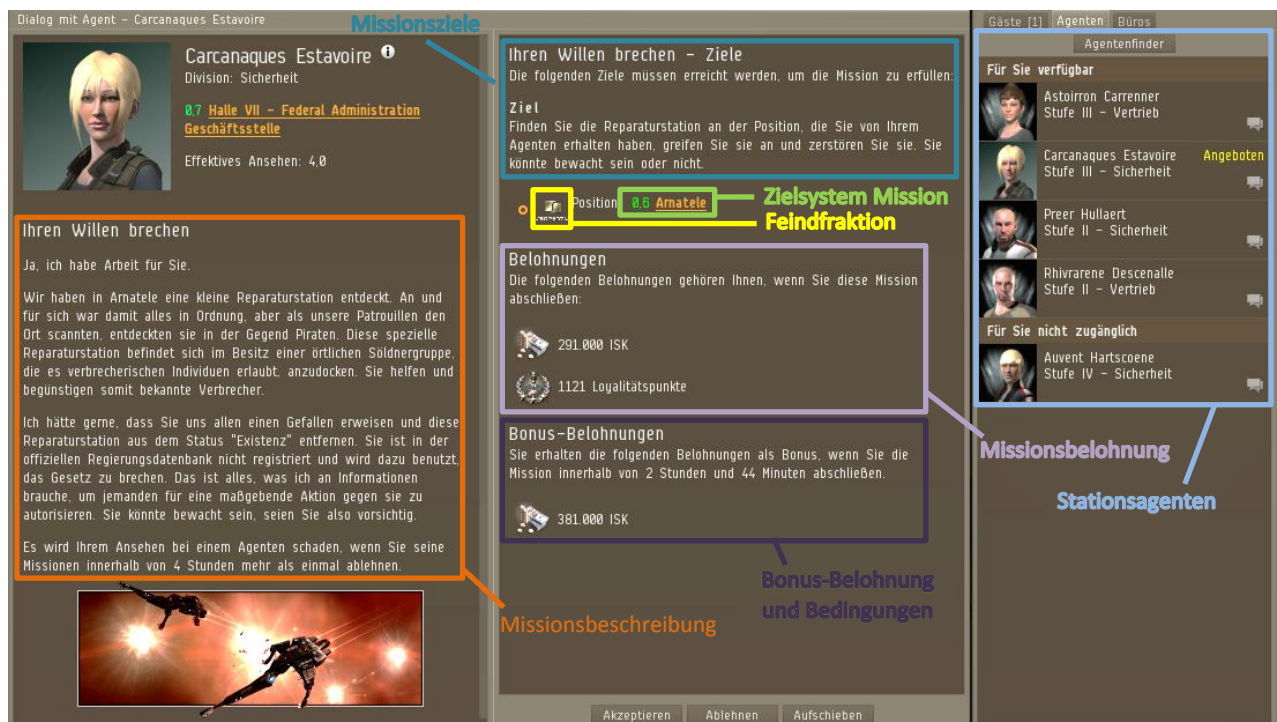 Dialog mit Agent – Carcanaques Estavoire
Missionsziele
Carcanaques Estavoire
Division: Sicherheit
0,7 Halle VII – Federal Administration
Geschäftsstelle
Effektives Ansehen: 4,0
Ihren Willen brechen
Ja, ich habe Arbeit für Sie.
Wir haben in Arnatele eine kleine Reparaturstation entdeckt. An und
für sich war damit alles in Ordnung, aber als unsere Patrouillen den
Ort scannten, entdeckten sie in der Gegend Piraten. Diese spezielle
Reparaturstation befindet sich im Besitz einer örtlichen Söldnergruppe,
die es verbrecherischen Individuen erlaubt, anzudocken. Sie helfen und
begünstigen somit bekannte Verbrecher.
Ich hätte gerne, dass Sie uns allen einen Gefallen erweisen und diese
Reparaturstation aus dem Status "Existenz" entfernen. Sie ist in der
offiziellen Regierungsdatenbank nicht registriert und wird dazu benutzt,
das Gesetz zu brechen. Das ist alles, was ich an Informationen
brauche, um jemanden für eine maßgebende Aktion gegen sie zu
autorisieren. Sie könnte bewacht sein, seien Sie also vorsichtig.
Es wird Ihrem Ansehen bei einem Agenten schaden, wenn Sie seine
Missionen innerhalb von 4 Stunden mehr als einmal ablehnen.
Missionsbeschreibung
Ihren Willen brechen – Ziele
Die folgenden Ziele müssen erreicht werden, um die Mission zu erfüllen:
Ziel
Finden Sie die Reparaturstation an der Position, die Sie von Ihrem
Agenten erhalten haben, greifen Sie sie an und zerstören Sie sie. Sie
könnte bewacht sein oder nicht.
Position 0,6 Arnatele
Zielsystem Mission
Feindfraktion
Belohnungen
Die folgenden Belohnungen gehören Ihnen, wenn Sie diese Mission
abschließen:
291.000 ISK
1121 Loyalitätspunkte
Bonus-Belohnungen
Sie erhalten die folgenden Belohnungen als Bonus, wenn Sie die
Mission innerhalb von 2 Stunden und 44 Minuten abschließen.
381.000 ISK
Bonus-Belohnung
und Bedingungen
Akzeptieren Ablehnen Aufschieben
Gäste [1] Agenten Büros
Agentenfinder
Für Sie verfügbar
Astoirron Carrenner
Stufe III – Vertrieb
Carcanaques Estavoire Angeboten
Stufe III – Sicherheit
Preer Hullaert
Stufe II – Sicherheit
Rhivrarene Descenalle
Stufe II – Vertrieb
Für Sie nicht zugänglich
Auvent Hartscoene
Stufe IV – Sicherheit
Missionsbelohnung
Stationsagenten